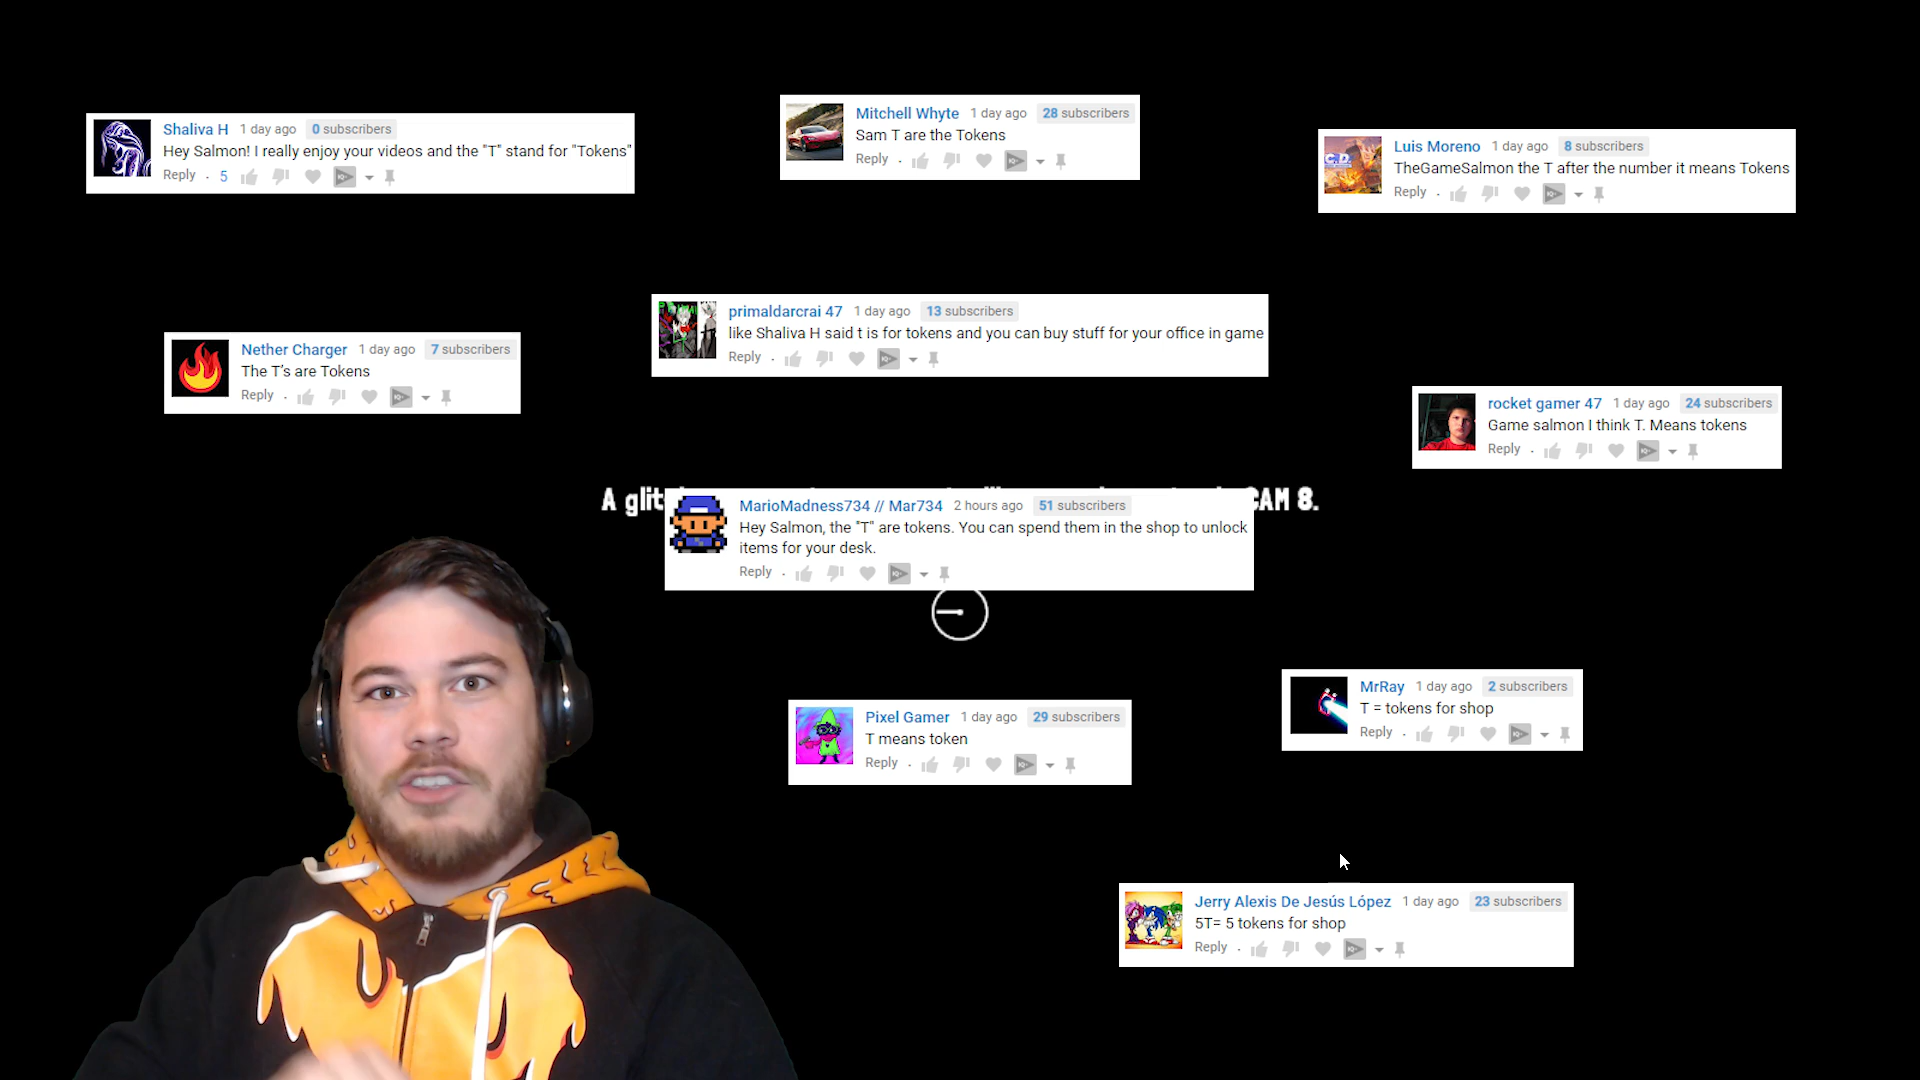 Shaliva H 1 day ago 0 subscribers
Hey Salmon! I really enjoy your videos and the "T" stand for "Tokens"
Reply · 5
Mitchell Whyte 1 day ago 28 subscribers
Sam T are the Tokens
Reply ·
Luis Moreno 1 day ago 8 subscribers
TheGameSalmon the T after the number it means Tokens
Reply ·
primaldarcrai 47 1 day ago 13 subscribers
like Shaliva H said t is for tokens and you can buy stuff for your office in game
Reply ·
Nether Charger 1 day ago 7 subscribers
The T's are Tokens
Reply ·
rocket gamer 47 1 day ago 24 subscribers
Game salmon I think T. Means tokens
Reply ·
A CAM 8.
MarioMadness734 // Mar734 2 hours ago 51 subscribers
Hey Salmon, the "T" are tokens. You can spend them in the shop to unlock
items for your desk.
Reply ·
MrRay 1 day ago 2 subscribers
T = tokens for shop
Reply ·
Pixel Gamer 1 day ago 29 subscribers
T means token
Reply ·
Jerry Alexis De Jesús López 1 day ago 23 subscribers
5T= 5 tokens for shop
Reply ·